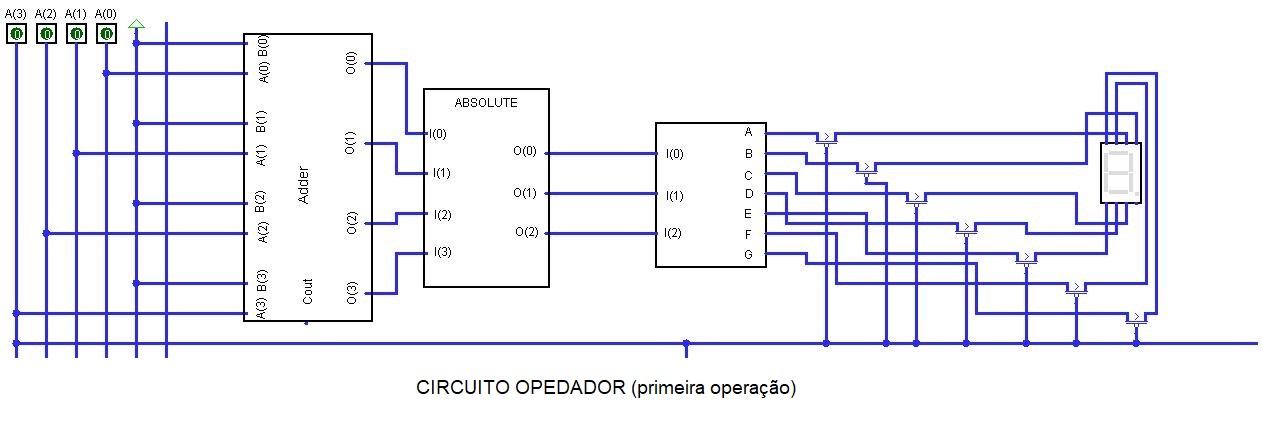 A(3) A(2) A(1) A(0)
0 0 0 0
B(0)
A(0)
B(1)
A(1)
B(2)
A(2)
B(3)
A(3)
Adder
Cout
O(0)
O(1)
O(2)
O(3)
ABSOLUTE
I(0)
I(1)
I(2)
I(3)
O(0)
O(1)
O(2)
I(0)
I(1)
I(2)
A
B
C
D
E
F
G
CIRCUITO OPEDADOR (primeira operação)